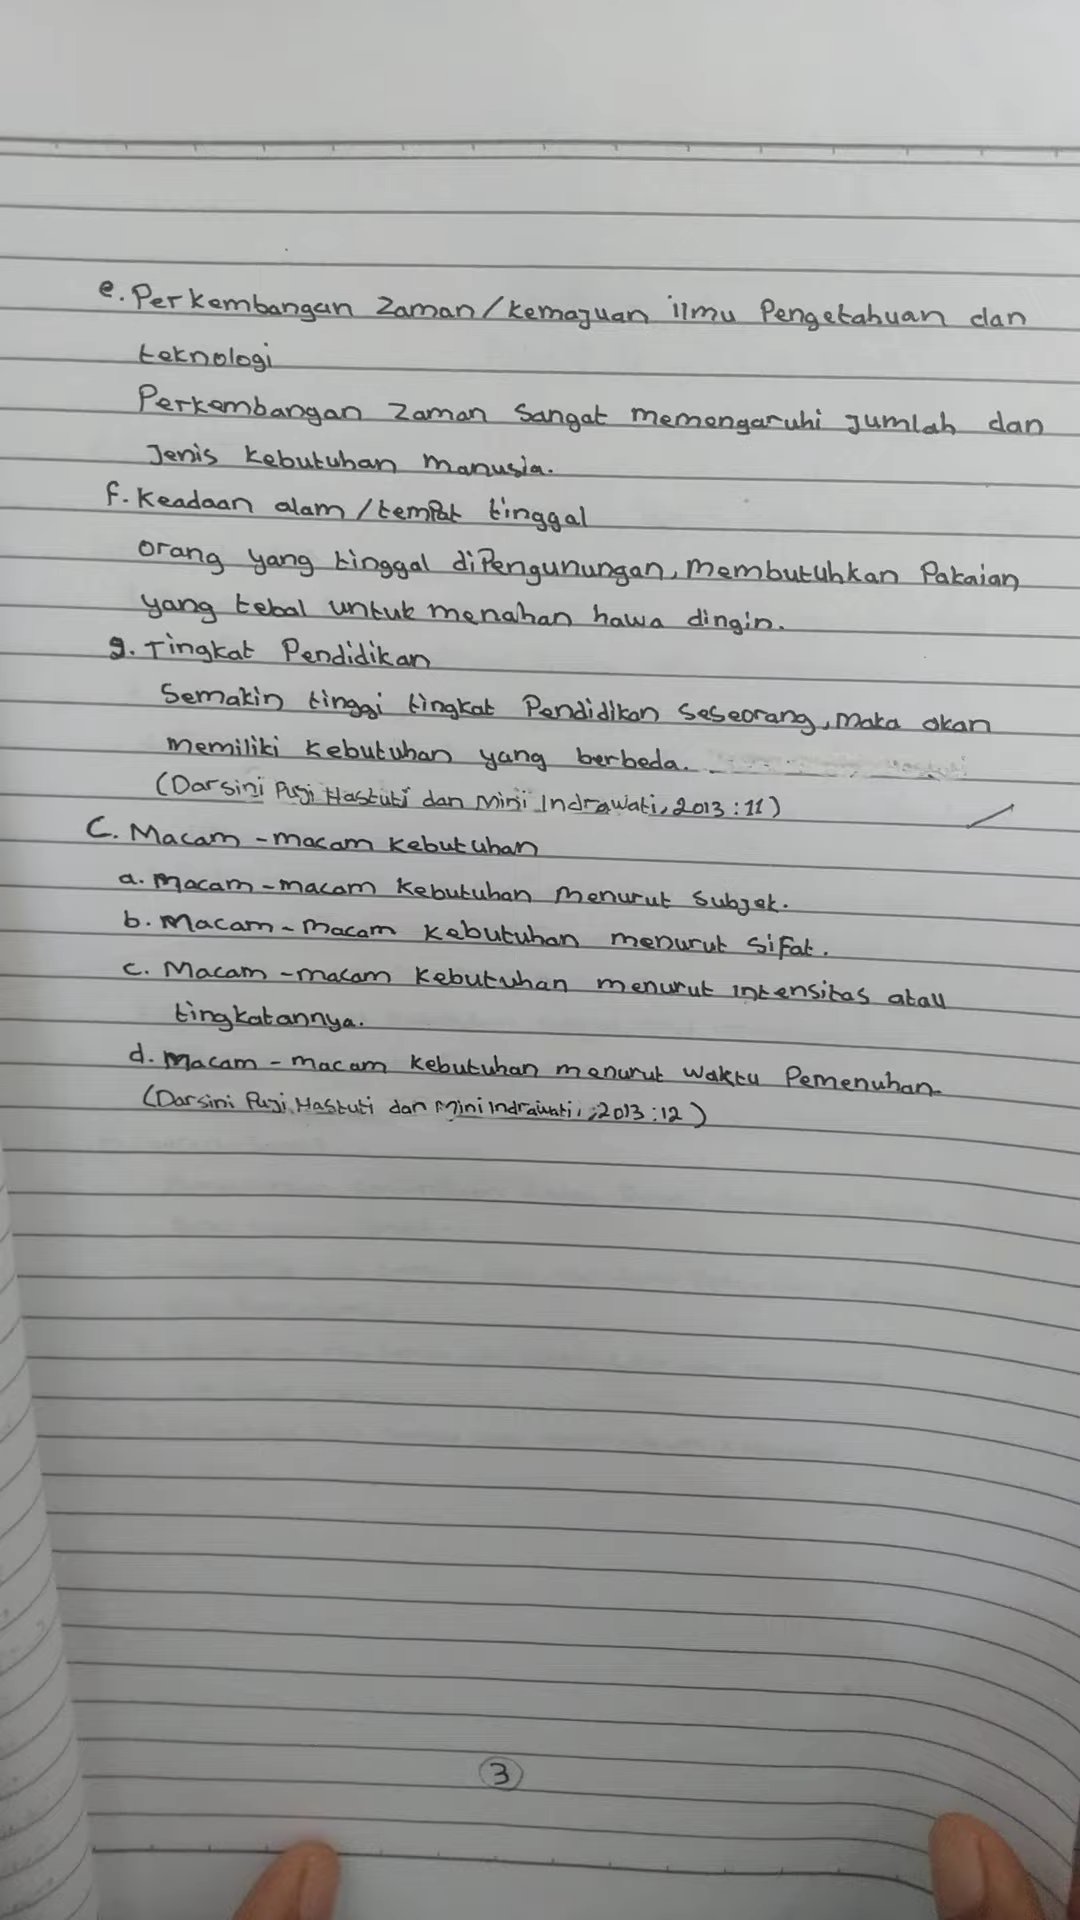 e. Perkembangan Zaman/kemajuan ilmu Pengetahuan dan
teknologi
Perkembangan Zaman Sangat memengaruhi jumlah dan
Jenis kebutuhan manusia.
f. Keadaan alam/tempat tinggal
orang yang tinggal diPengunungan, membutuhkan Pakaian
yang tebal untuk menahan hawa dingin.
g. Tingkat Pendidikan
Semakin tinggi tingkat Pendidikan Seseorang, maka akan
memiliki kebutuhan yang berbeda.
(Darsini Puji Hastuti dan Mini Indrawati, 2013:11)
C. Macam-macam kebutuhan
a. Macam-macam kebutuhan menurut Subjek.
b. Macam-macam kebutuhan menurut Sifat.
c. Macam-macam kebutuhan menurut intensitas atau
tingkatannya.
d. Macam-macam kebutuhan menurut waktu Pemenuhan
(Darsini Puji Hastuti dan Mini Indrawati, ;2013:12)
3